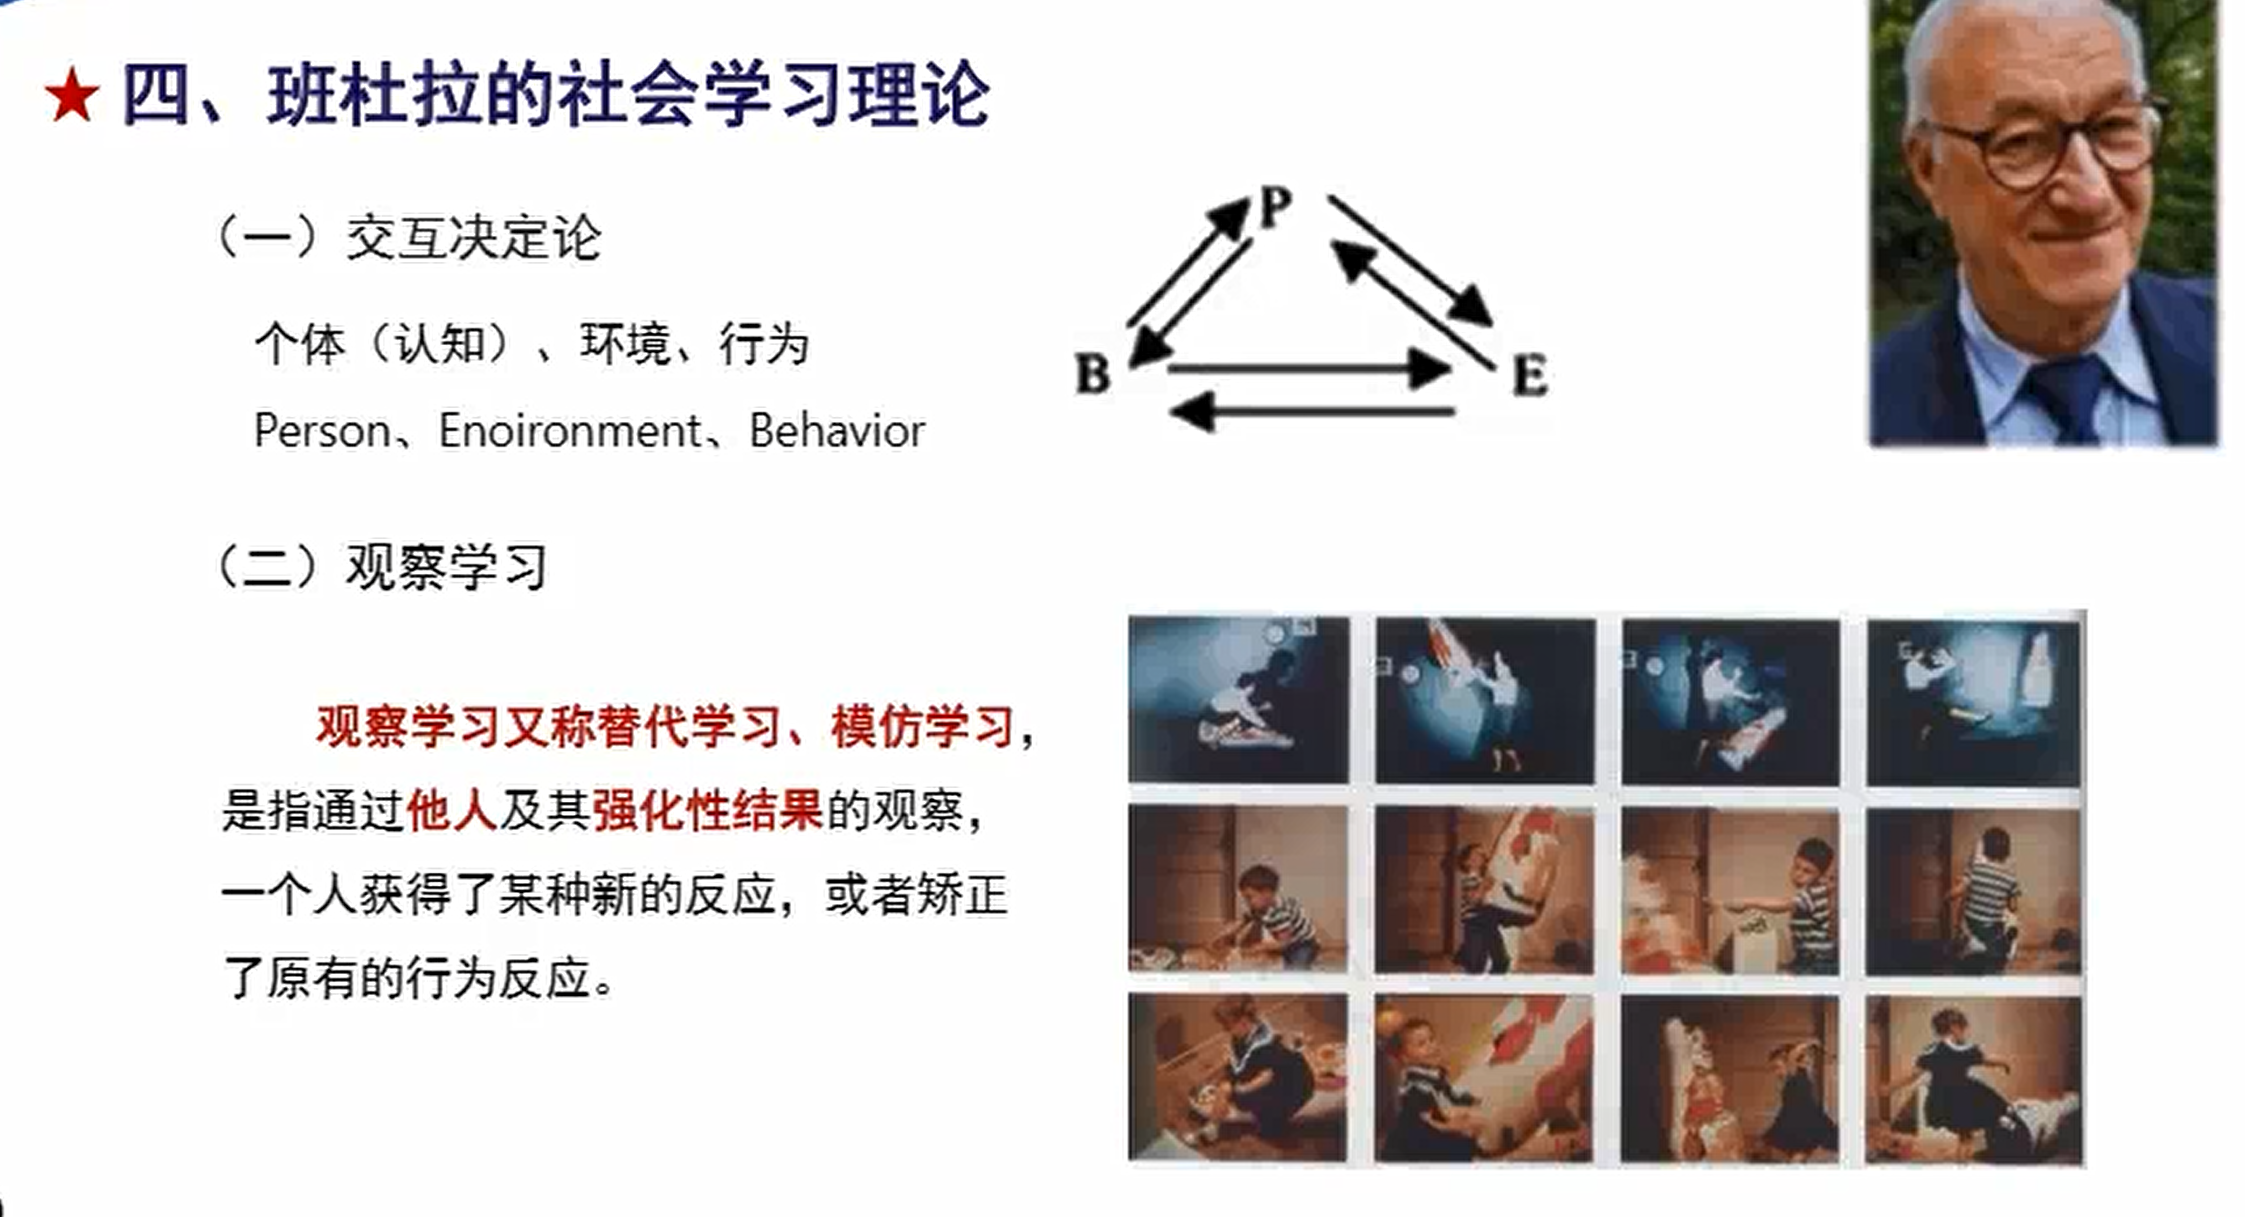 ★四、班杜拉的社会学习理论
（一）交互决定论
个体（认知）、环境、行为
Person、Enoironment、Behavior
P
B
E
（二）观察学习
观察学习又称替代学习、模仿学习，
是指通过他人及其强化性结果的观察，
一个人获得了某种新的反应，或者矫正
了原有的行为反应。